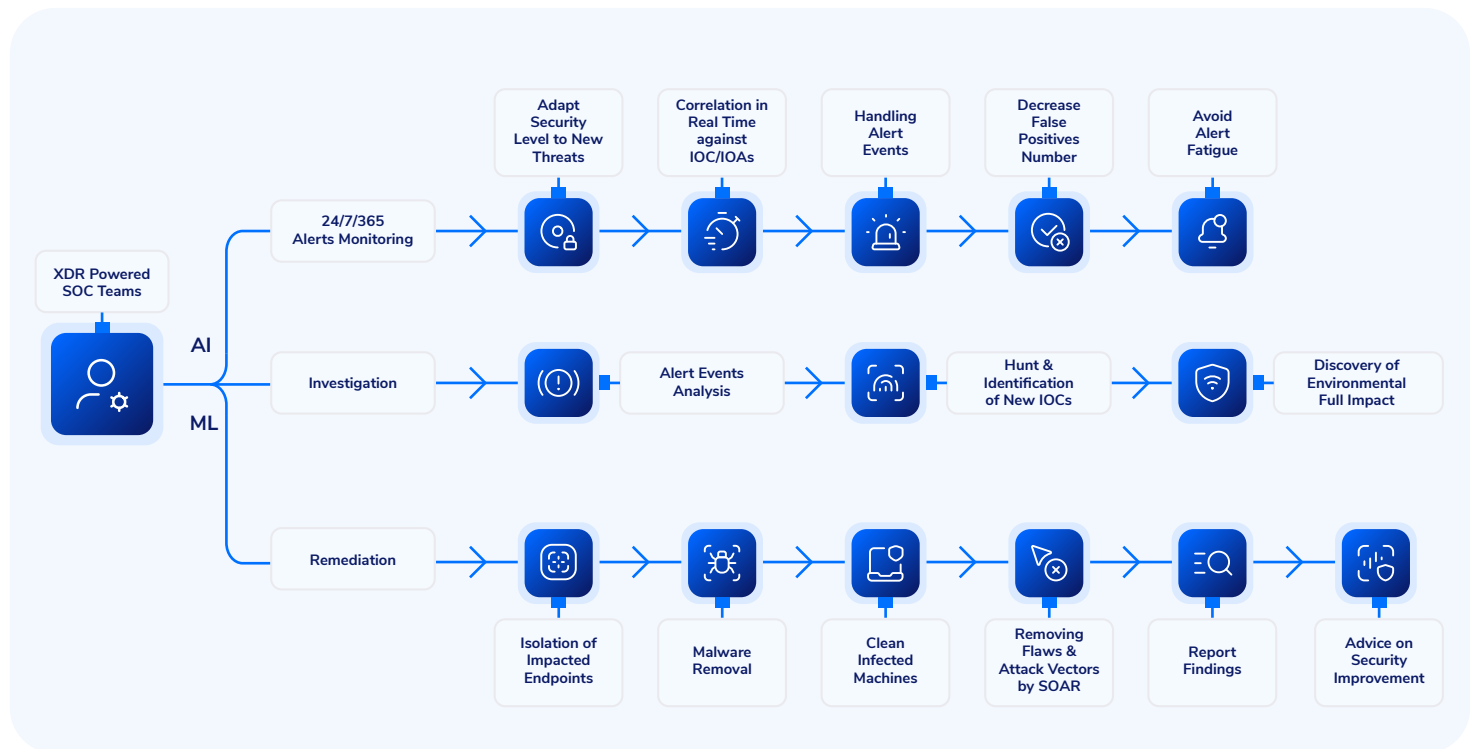 Adapt
Security
Level to New
Threats
Correlation in
Real Time
against
IOC/IOAs
Handling
Alert
Events
Decrease
False
Positives
Number
Avoid
Alert
Fatigue
24/7/365
Alerts Monitoring
XDR Powered
SOC Teams
AI
ML
Investigation
Alert Events
Analysis
Hunt &
Identification
of New IOCs
Discovery of
Environmental
Full Impact
Remediation
Isolation of
Impacted
Endpoints
Malware
Removal
Clean
Infected
Machines
Removing
Flaws &
Attack Vectors
by SOAR
Report
Findings
Advice on
Security
Improvement